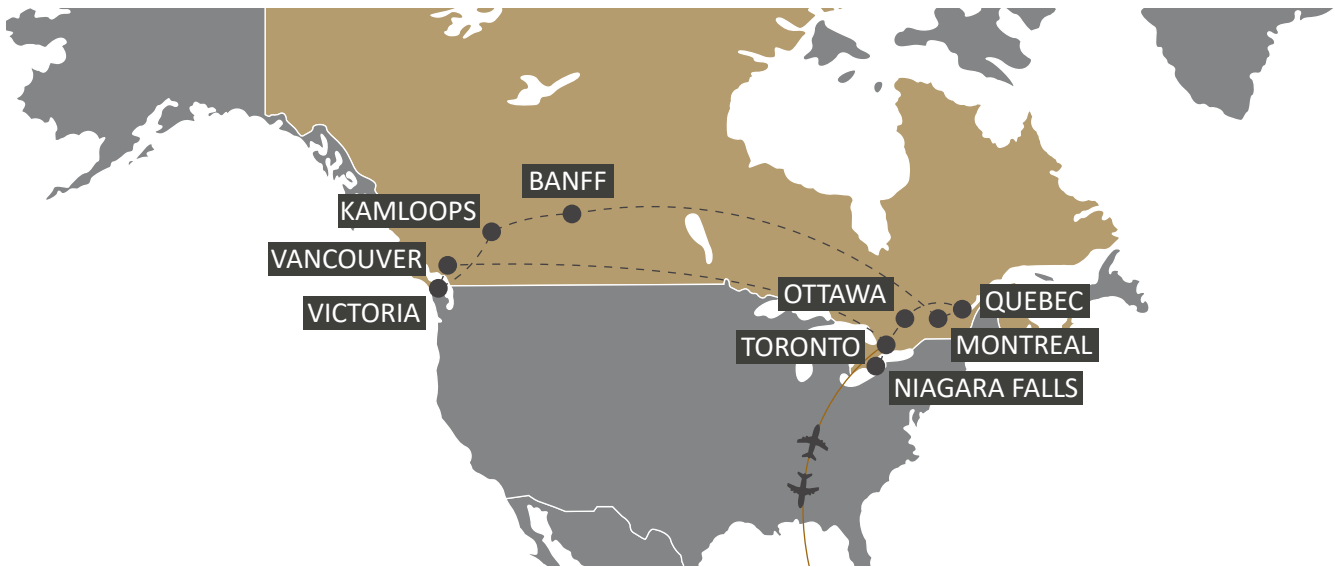 BANFF
KAMLOOPS
VANCOUVER
VICTORIA
OTTAWA
QUEBEC
TORONTO
MONTREAL
NIAGARA FALLS